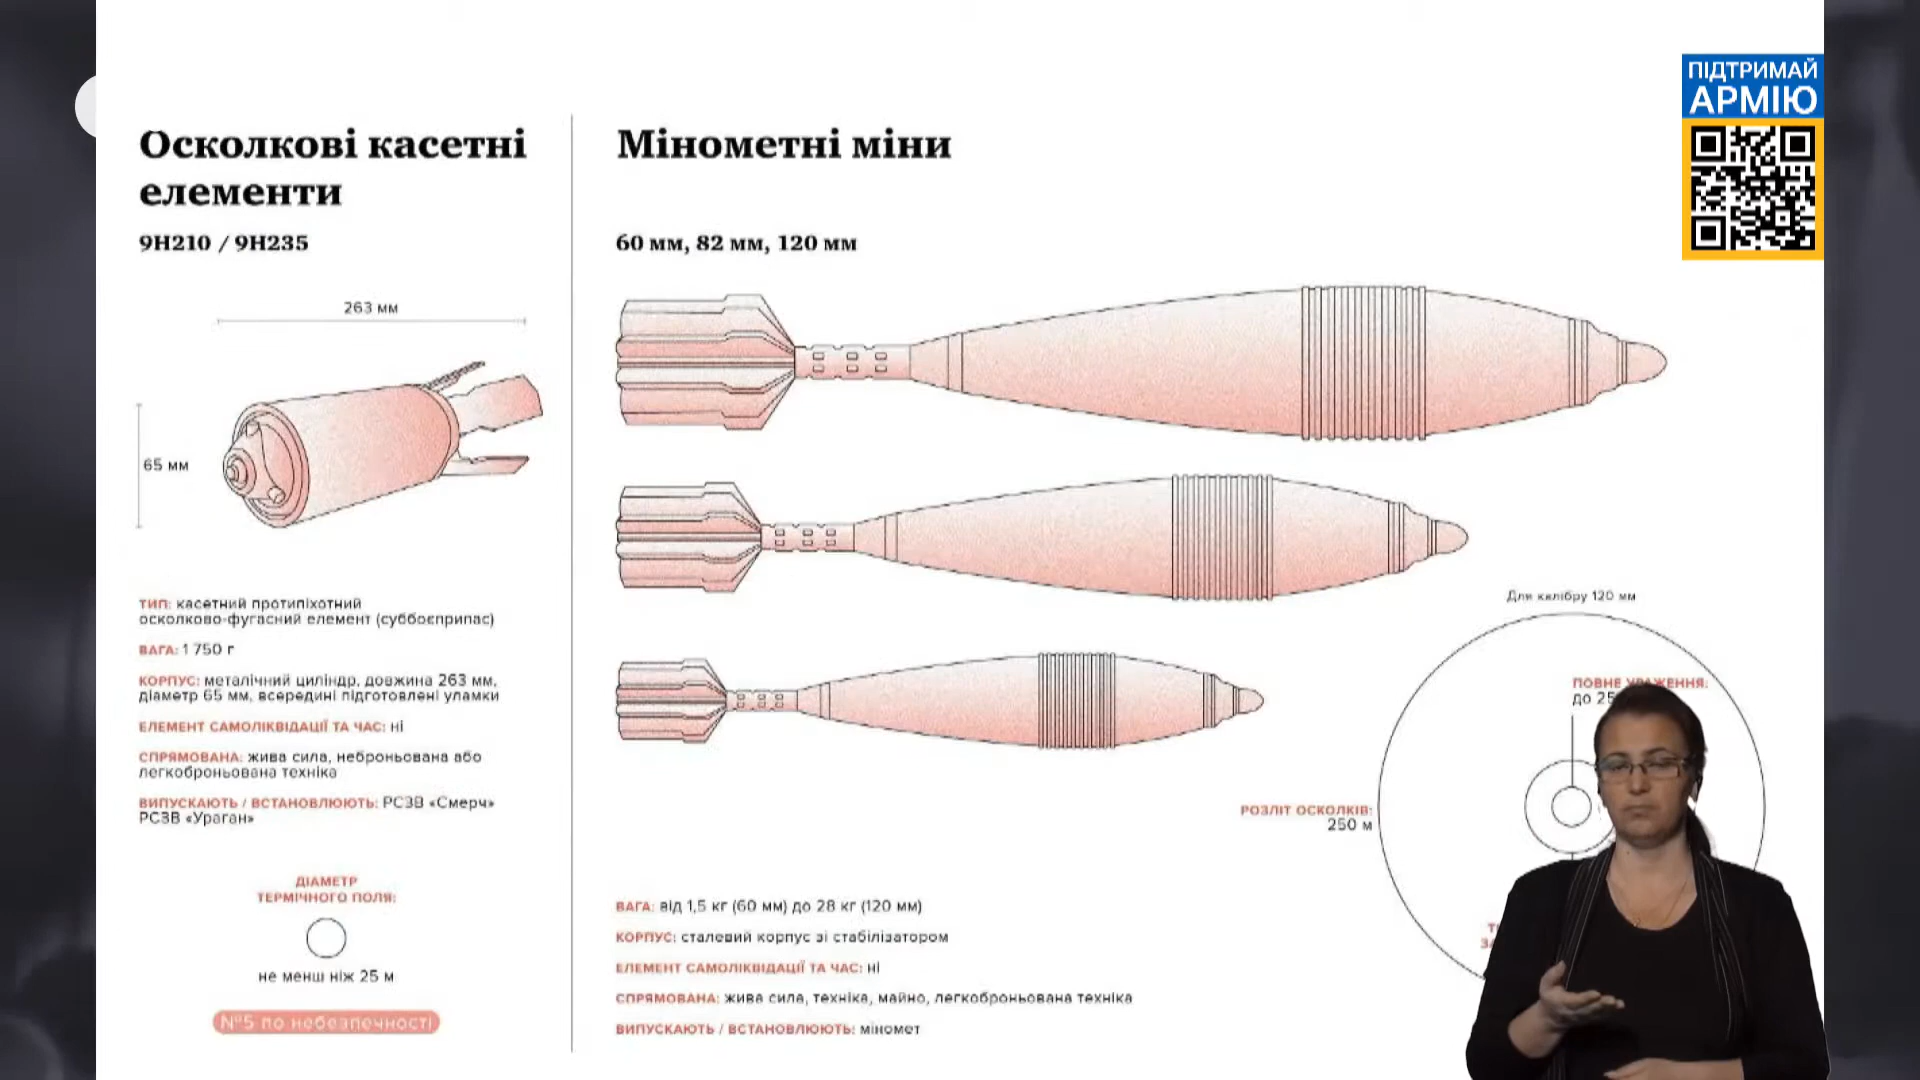 ПІДТРИМАЙ
АРМІЮ
Осколкові касетні
елементи
9Н210 / 9Н235
263 мм
65 мм
ТИП: касетний протипіхотний
осколково-фугасний елемент (суббоєприпас)
ВАГА: 1 750 г
КОРПУС: металічний циліндр, довжина 263 мм,
діаметр 65 мм, всередині підготовлені уламки
ЕЛЕМЕНТ САМОЛІКВІДАЦІЇ ТА ЧАС: ні
СПРЯМОВАНА: жива сила, неброньована або
легкоброньована техніка
ВИПУСКАЮТЬ / ВСТАНОВЛЮЮТЬ: РСЗВ «Смерч»
РСЗВ «Ураган»
ДІАМЕТР
ТЕРМІЧНОГО ПОЛЯ:
не менш ніж 25 м
№5 по небезпечності
Мінометні міни
60 мм, 82 мм, 120 мм
Для калібру 120 мм
ПОВНЕ УРАЖЕННЯ:
до 25
РОЗЛІТ ОСКОЛКІВ:
250 м
ВАГА: від 1,5 кг (60 мм) до 28 кг (120 мм)
КОРПУС: сталевий корпус зі стабілізатором
ЕЛЕМЕНТ САМОЛІКВІДАЦІЇ ТА ЧАС: ні
СПРЯМОВАНА: жива сила, техніка, майно, легкоброньована техніка
ВИПУСКАЮТЬ / ВСТАНОВЛЮЮТЬ: міномет